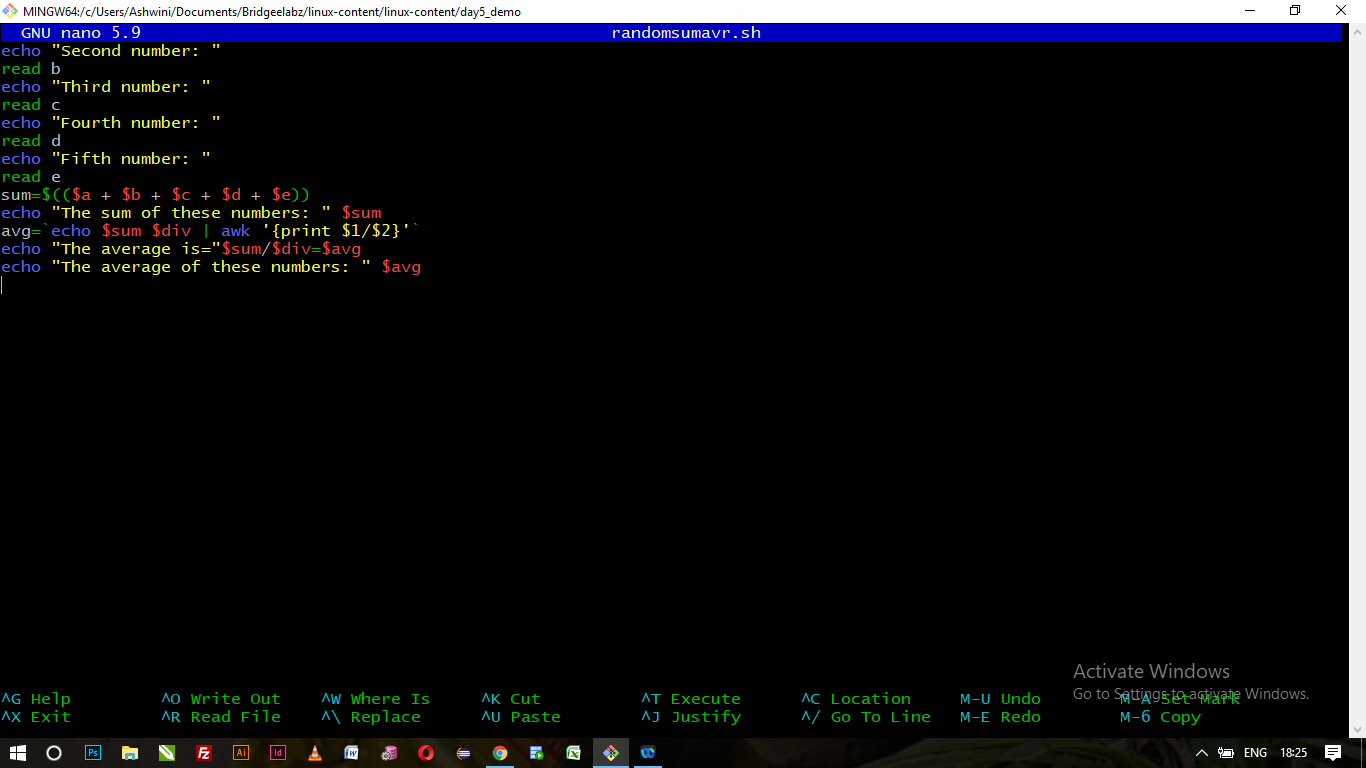 MINGW64:/c/Users/Ashwini/Documents/Bridgeelabz/linux-content/linux-content/day5_demo
GNU nano 5.9 randomsumavr.sh
echo "Second number: "
read b
echo "Third number: "
read c
echo "Fourth number: "
read d
echo "Fifth number: "
read e
sum=$(($a + $b + $c + $d + $e))
echo "The sum of these numbers: " $sum
avg=`echo $sum $div | awk '{print $1/$2}'`
echo "The average is="$sum/$div=$avg
echo "The average of these numbers: " $avg
Activate Windows
Go to Settings to activate Windows.
^G Help ^O Write Out ^W Where Is ^K Cut ^T Execute ^C Location M-U Undo M-A Set Mark
^X Exit ^R Read File ^\ Replace ^U Paste ^J Justify ^/ Go To Line M-E Redo M-6 Copy
Ps Fz Ai Id W X ENG 18:25